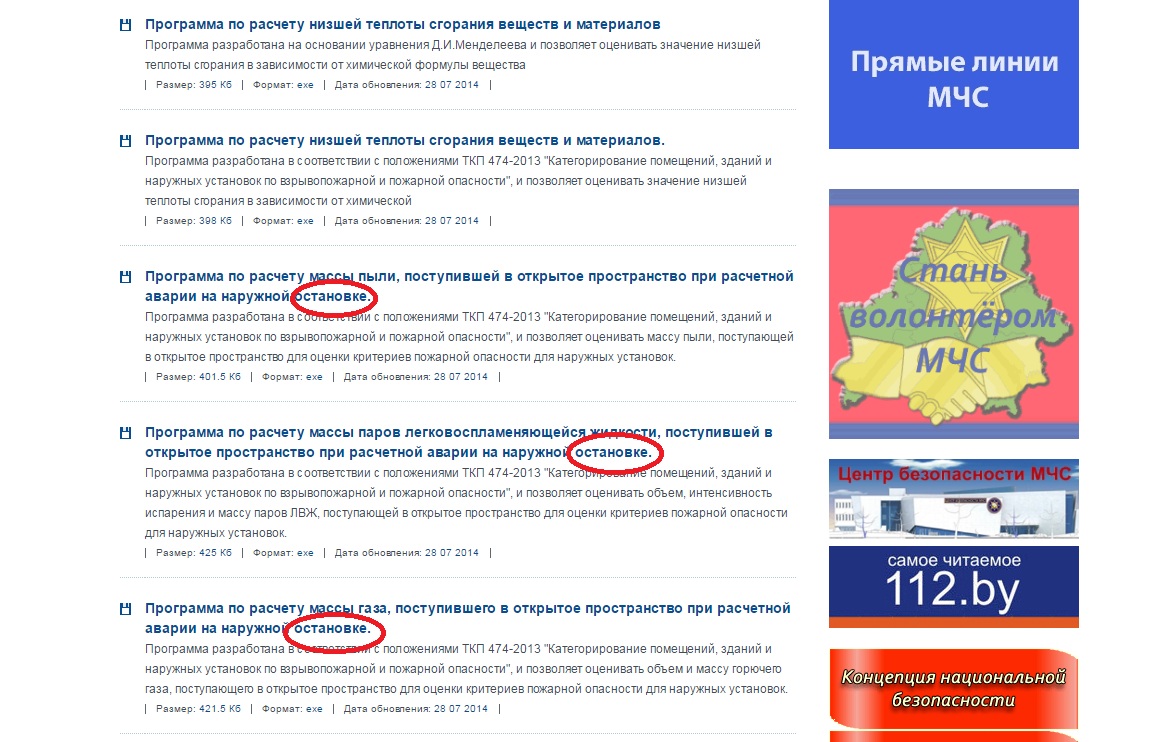 Программа по расчету низшей теплоты сгорания веществ и материалов
Программа разработана на основании уравнения Д.И.Менделеева и позволяет оценивать значение низшей
теплоты сгорания в зависимости от химической формулы вещества
| Размер: 395 Кб | Формат: exe | Дата обновления: 28 07 2014 |
Программа по расчету низшей теплоты сгорания веществ и материалов.
Программа разработана в соответствии с положениями ТКП 474-2013 "Категорирование помещений, зданий и
наружных установок по взрывопожарной и пожарной опасности", и позволяет оценивать значение низшей
теплоты сгорания в зависимости от химической
| Размер: 398 Кб | Формат: exe | Дата обновления: 28 07 2014 |
Программа по расчету массы пыли, поступившей в открытое пространство при расчетной
аварии на наружной остановке.
Программа разработана в соответствии с положениями ТКП 474-2013 "Категорирование помещений, зданий и
наружных установок по взрывопожарной и пожарной опасности", и позволяет оценивать массу пыли, поступающей
в открытое пространство для оценки критериев пожарной опасности для наружных установок.
| Размер: 401.5 Кб | Формат: exe | Дата обновления: 28 07 2014 |
Программа по расчету массы паров легковоспламеняющейся жидкости, поступившей в
открытое пространство при расчетной аварии на наружной остановке.
Программа разработана в соответствии с положениями ТКП 474-2013 "Категорирование помещений, зданий и
наружных установок по взрывопожарной и пожарной опасности", и позволяет оценивать объем, интенсивность
испарения и массу паров ЛВЖ, поступающей в открытое пространство для оценки критериев пожарной опасности
для наружных установок.
| Размер: 425 Кб | Формат: exe | Дата обновления: 28 07 2014 |
Программа по расчету массы газа, поступившего в открытое пространство при расчетной
аварии на наружной остановке.
Программа разработана в соответствии с положениями ТКП 474-2013 "Категорирование помещений, зданий и
наружных установок по взрывопожарной и пожарной опасности", и позволяет оценивать объем и массу горючего
газа, поступающего в открытое пространство для оценки критериев пожарной опасности для наружных установок.
| Размер: 421.5 Кб | Формат: exe | Дата обновления: 28 07 2014 |
Прямые линии
МЧС
Стань
волонтёром
МЧС
Центр безопасности МЧС
самое читаемое
112.by
Концепция национальной
безопасности